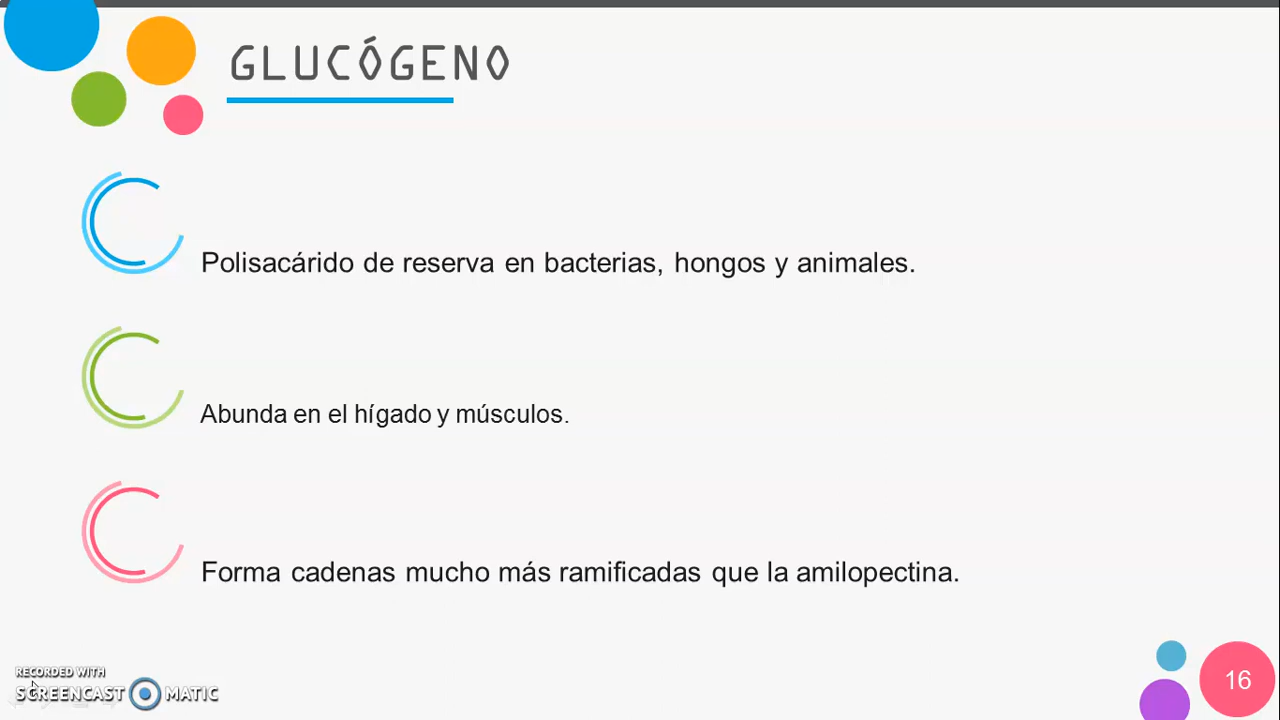 GLUCÓGENO
Polisacárido de reserva en bacterias, hongos y animales.
Abunda en el hígado y músculos.
Forma cadenas mucho más ramificadas que la amilopectina.
RECORDED WITH
SCREENCAST MATIC
16